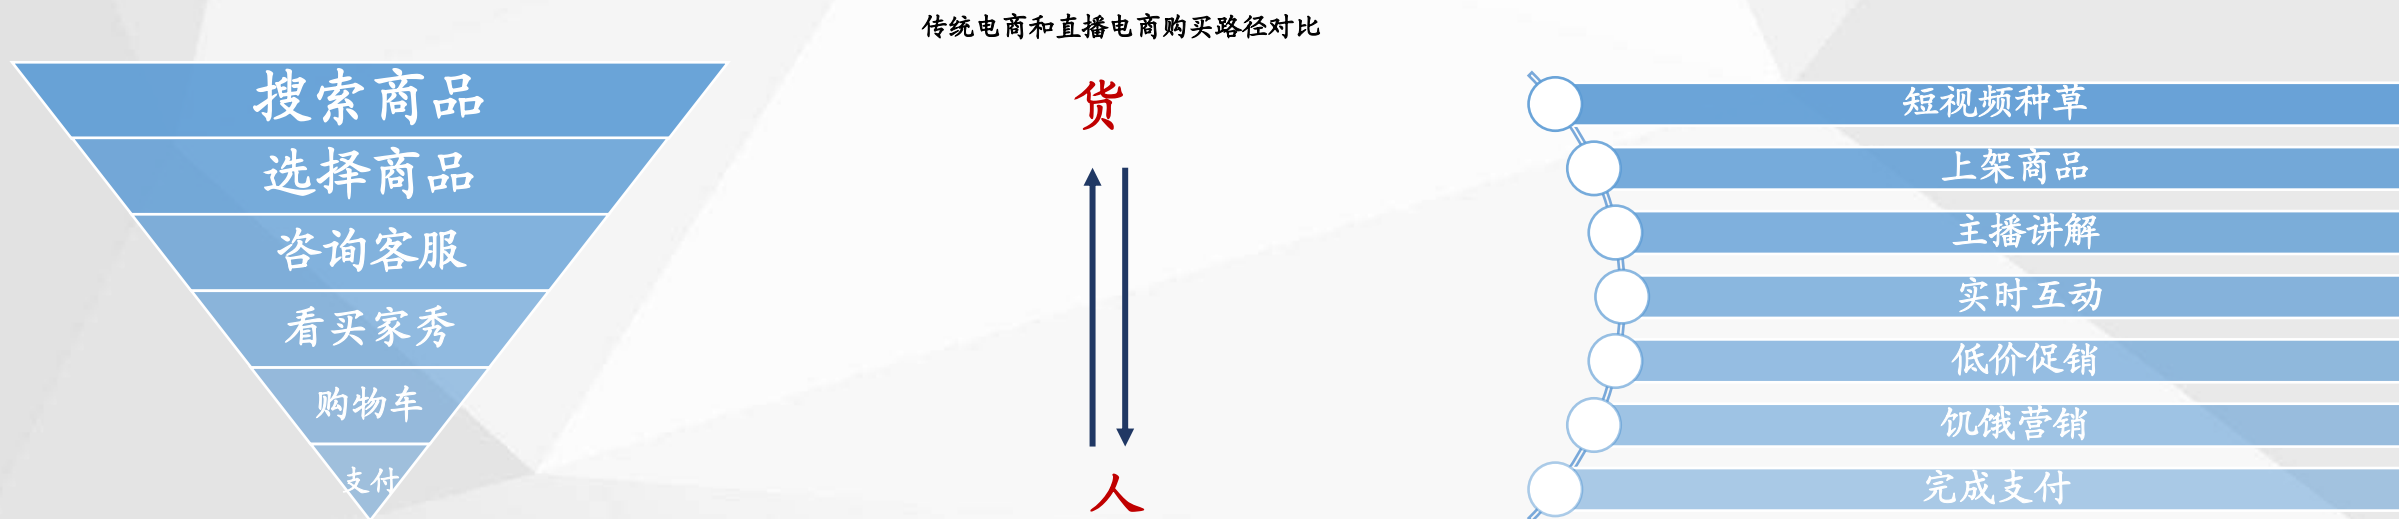 传统电商和直播电商购买路径对比
搜索商品
选择商品
咨询客服
看买家秀
购物车
支付
货
人
短视频种草
上架商品
主播讲解
实时互动
低价促销
饥饿营销
完成支付